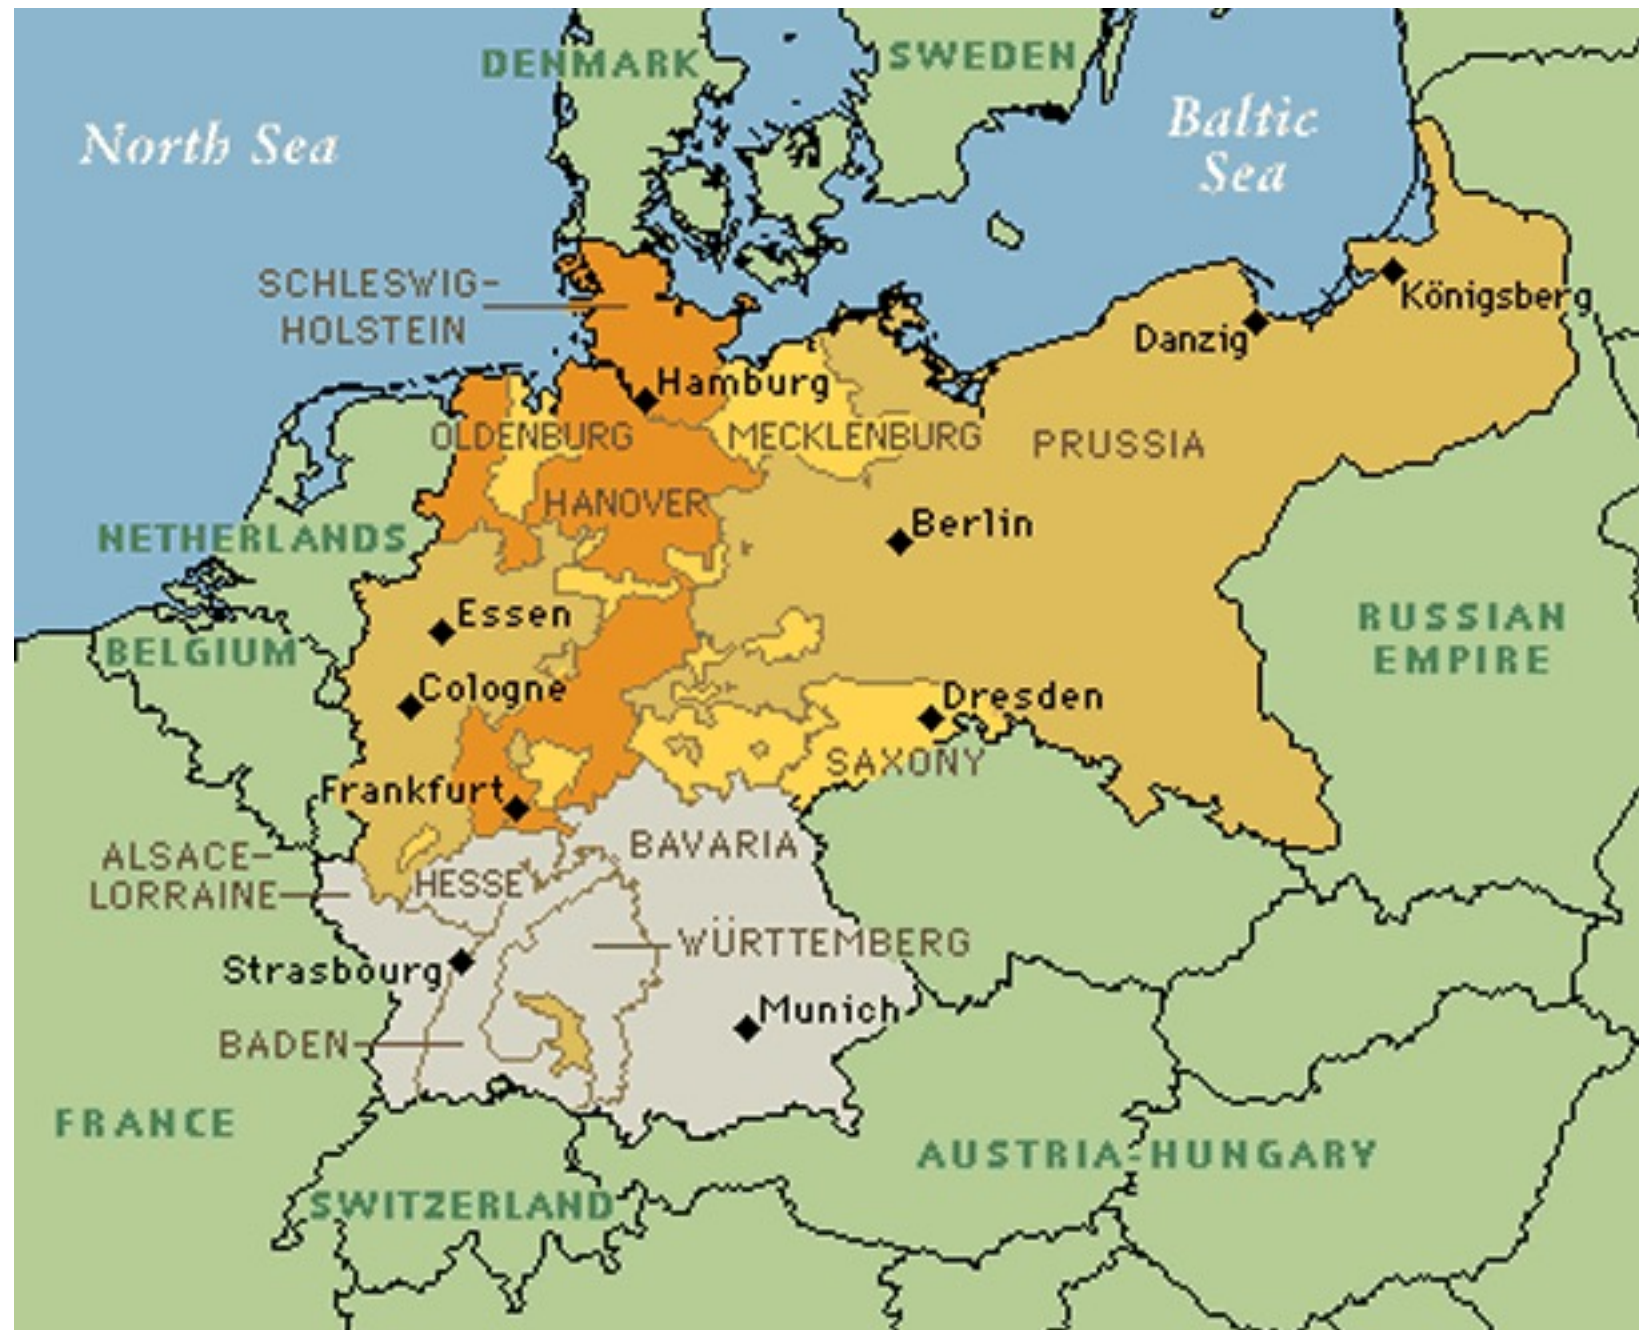 DENMARK
SWEDEN
North Sea
Baltic
Sea
SCHLESWIG-
HOLSTEIN
Königsberg
Danzig
Hamburg
OLDENBURG
MECKLENBURG
PRUSSIA
HANOVER
Berlin
NETHERLANDS
Essen
RUSSIAN
EMPIRE
BELGIUM
Cologne
Dresden
SAXONY
Frankfurt
ALSACE-
LORRAINE
BAVARIA
HESSE
WÜRTTEMBERG
Strasbourg
Munich
BADEN
FRANCE
AUSTRIA-HUNGARY
SWITZERLAND